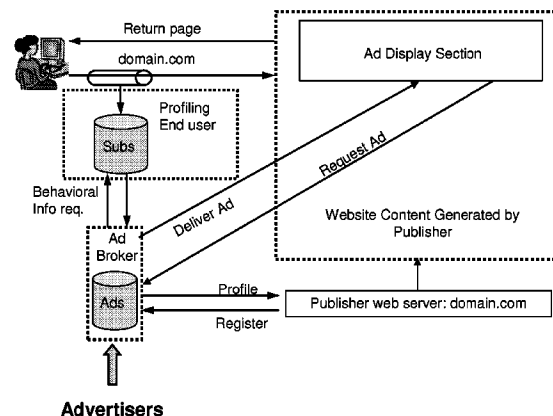 Return page
domain.com
Ad Display Section
Profiling
End user
Subs
Behavioral
Info req.
Request Ad
Deliver Ad
Website Content Generated by
Publisher
Ad
Broker
Ads
Profile
Register
Publisher web server: domain.com
Advertisers